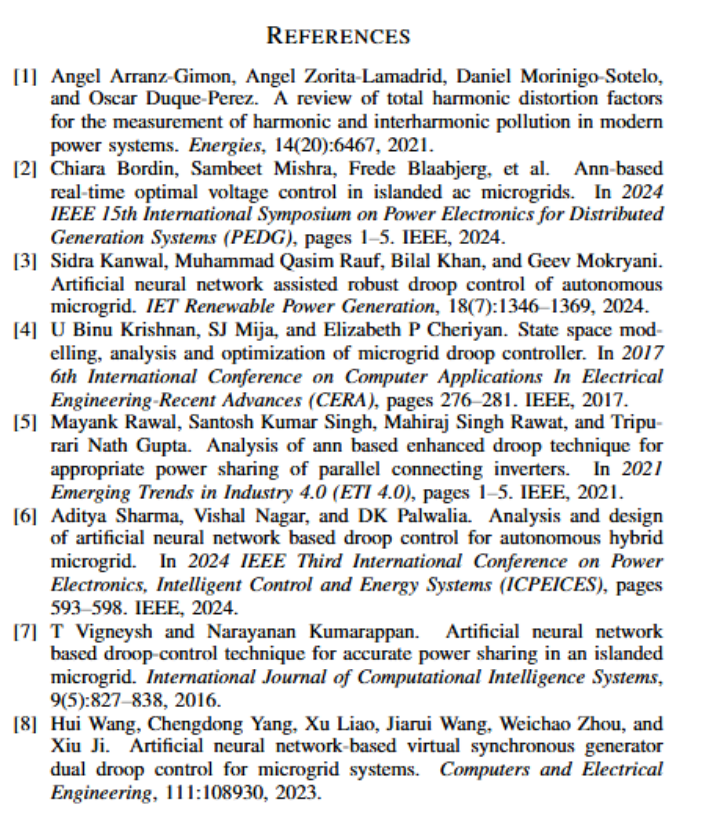 REFERENCES
[1] Angel Arranz-Gimon, Angel Zorita-Lamadrid, Daniel Morinigo-Sotelo,
and Oscar Duque-Perez. A review of total harmonic distortion factors
for the measurement of harmonic and interharmonic pollution in modern
power systems. Energies, 14(20):6467, 2021.
[2] Chiara Bordin, Sambeet Mishra, Frede Blaabjerg, et al. Ann-based
real-time optimal voltage control in islanded ac microgrids. In 2024
IEEE 15th International Symposium on Power Electronics for Distributed
Generation Systems (PEDG), pages 1–5. IEEE, 2024.
[3] Sidra Kanwal, Muhammad Qasim Rauf, Bilal Khan, and Geev Mokryani.
Artificial neural network assisted robust droop control of autonomous
microgrid. IET Renewable Power Generation, 18(7):1346–1369, 2024.
[4] U Binu Krishnan, SJ Mija, and Elizabeth P Cheriyan. State space mod-
elling, analysis and optimization of microgrid droop controller. In 2017
6th International Conference on Computer Applications In Electrical
Engineering-Recent Advances (CERA), pages 276–281. IEEE, 2017.
[5] Mayank Rawal, Santosh Kumar Singh, Mahiraj Singh Rawat, and Tripu-
rari Nath Gupta. Analysis of ann based enhanced droop technique for
appropriate power sharing of parallel connecting inverters. In 2021
Emerging Trends in Industry 4.0 (ETI 4.0), pages 1–5. IEEE, 2021.
[6] Aditya Sharma, Vishal Nagar, and DK Palwalia. Analysis and design
of artificial neural network based droop control for autonomous hybrid
microgrid. In 2024 IEEE Third International Conference on Power
Electronics, Intelligent Control and Energy Systems (ICPEICES), pages
593–598. IEEE, 2024.
[7] T Vigneysh and Narayanan Kumarappan. Artificial neural network
based droop-control technique for accurate power sharing in an islanded
microgrid. International Journal of Computational Intelligence Systems,
9(5):827–838, 2016.
[8] Hui Wang, Chengdong Yang, Xu Liao, Jiarui Wang, Weichao Zhou, and
Xiu Ji. Artificial neural network-based virtual synchronous generator
dual droop control for microgrid systems. Computers and Electrical
Engineering, 111:108930, 2023.